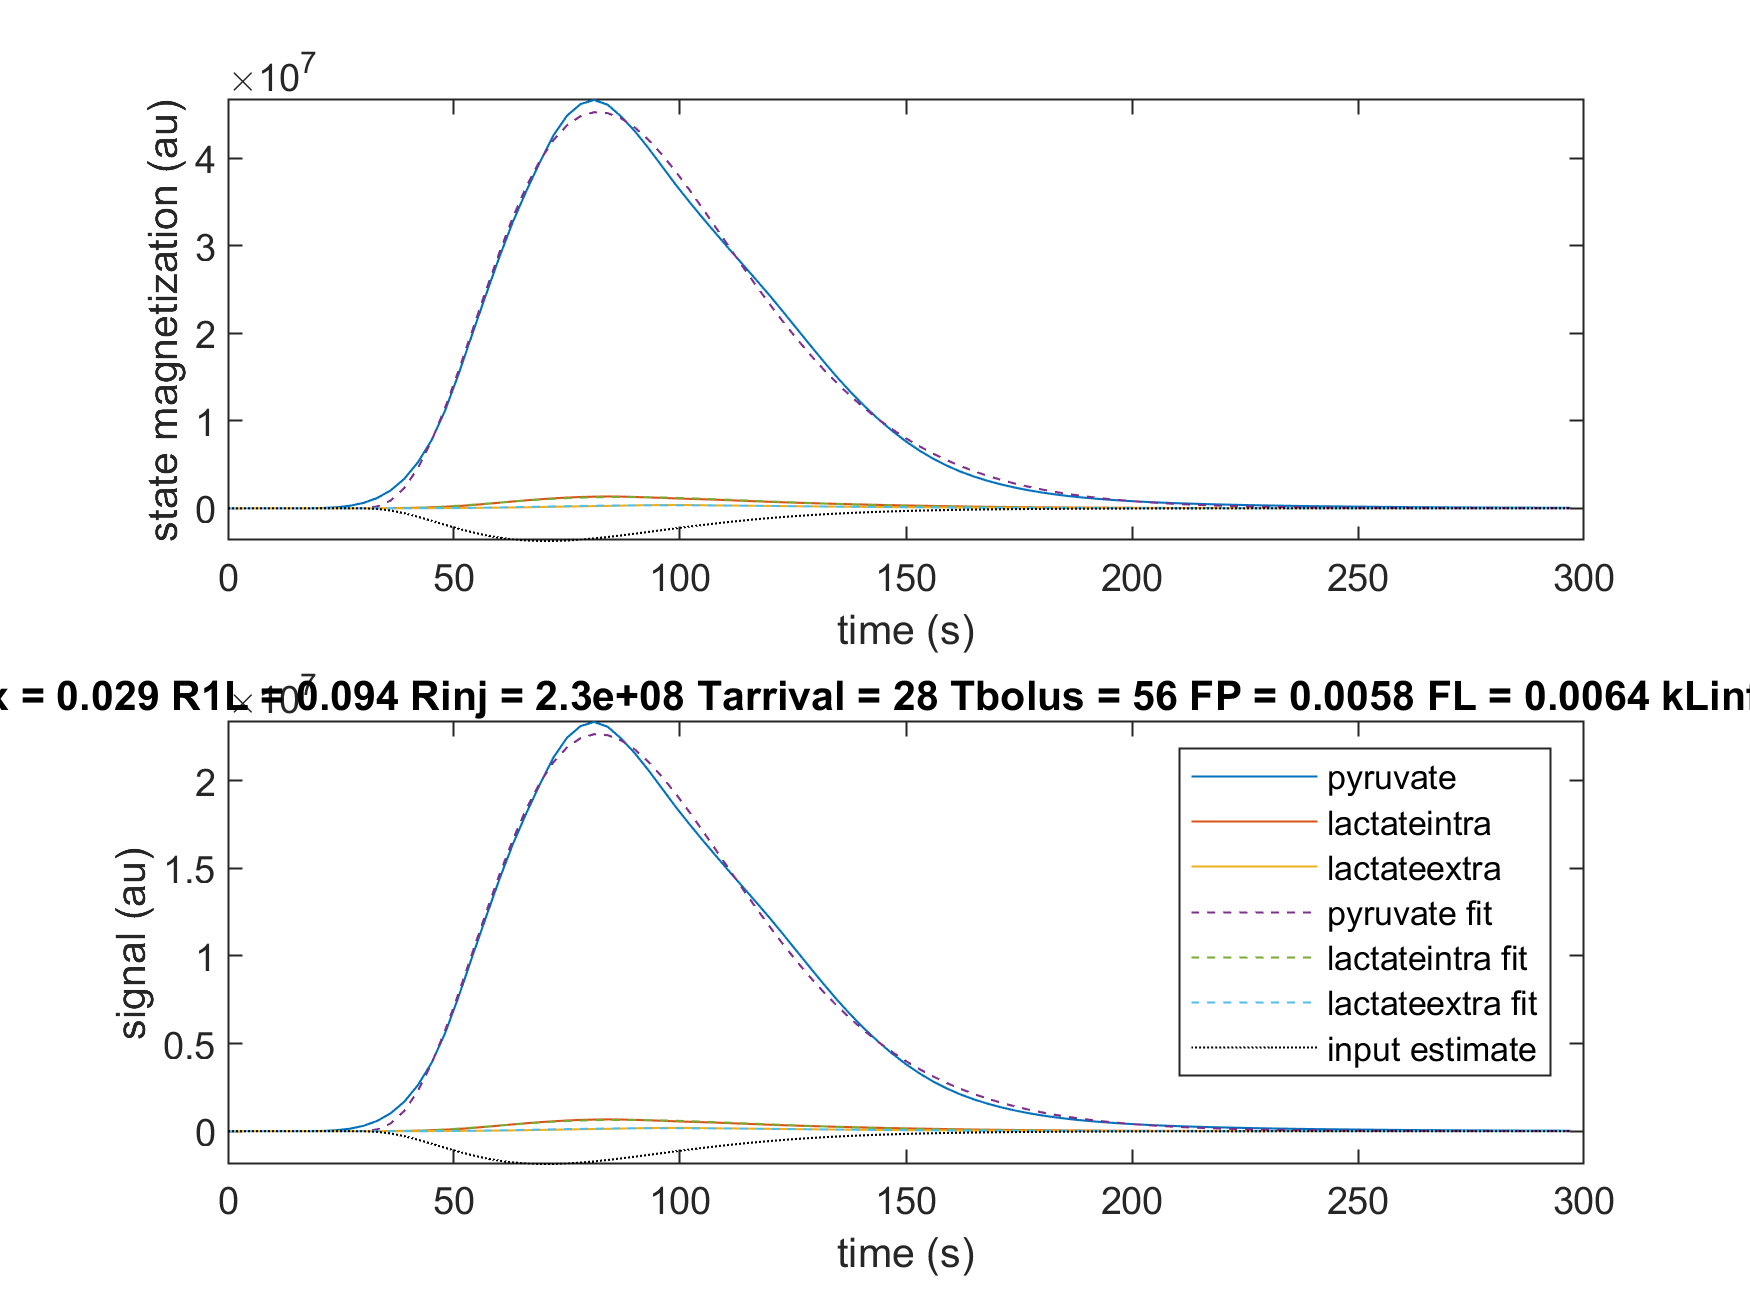 ×10⁷
state magnetization (au)
4
3
2
1
0
0 50 100 150 200 250 300
time (s)
x = 0.029 R1L = 0.094 Rinj = 2.3e+08 Tarrival = 28 Tbolus = 56 FP = 0.0058 FL = 0.0064 kLinf
×10⁷
signal (au)
2
1.5
1
0.5
0
pyruvate
lactateintra
lactateextra
pyruvate fit
lactateintra fit
lactateextra fit
input estimate
0 50 100 150 200 250 300
time (s)